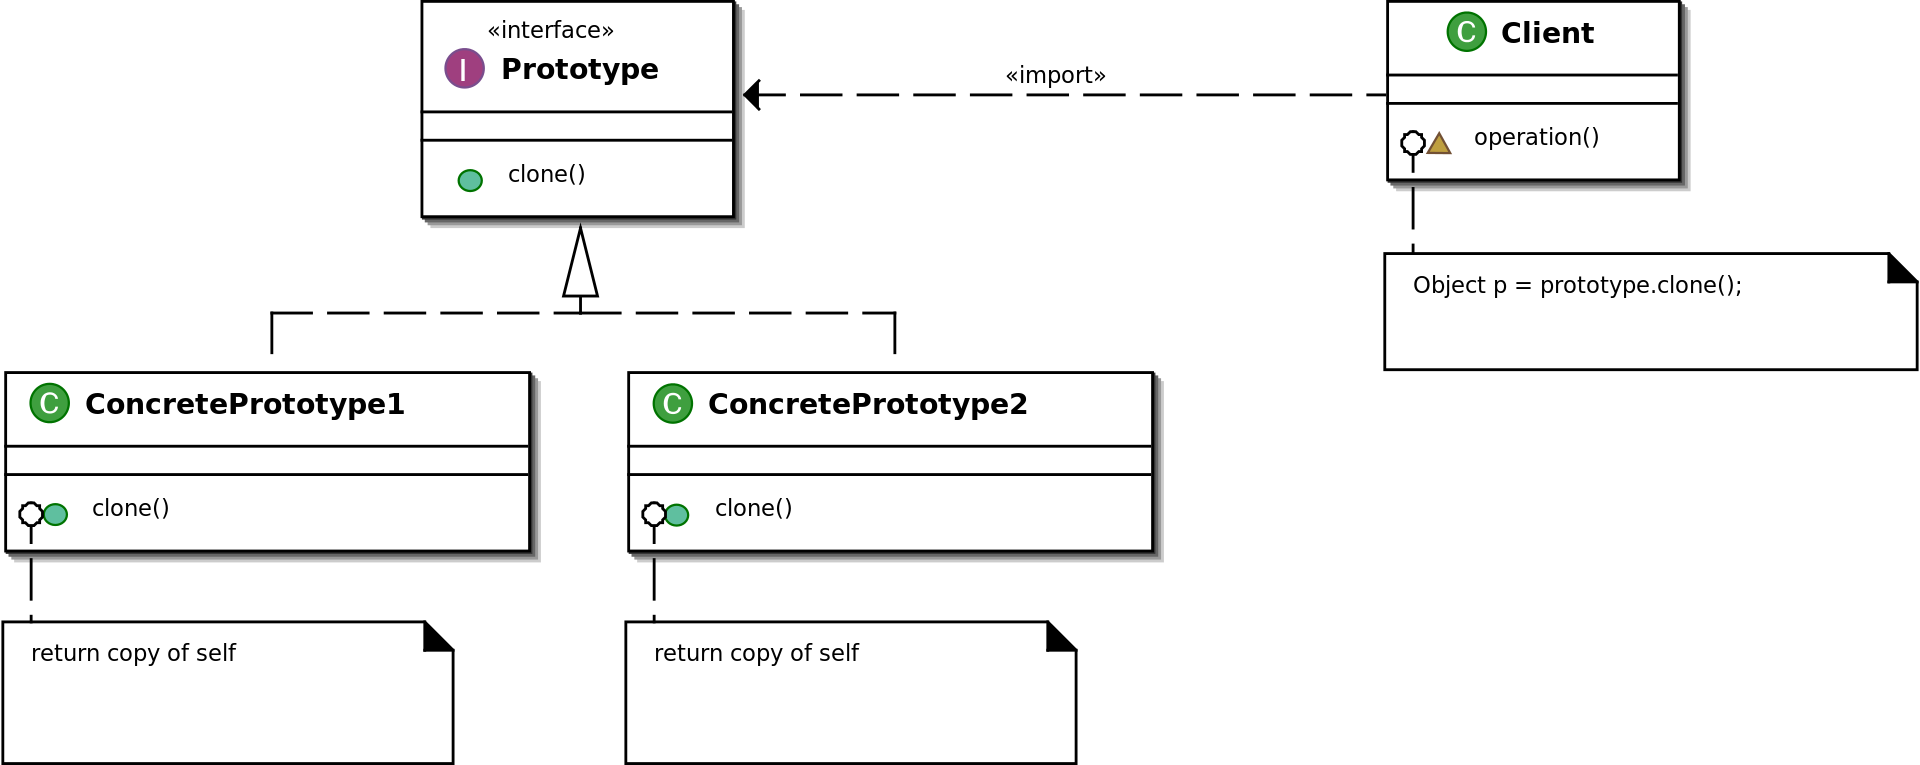 «interface»
I Prototype
clone()
«import»
C Client
operation()
Object p = prototype.clone();
C ConcretePrototype1
clone()
return copy of self
C ConcretePrototype2
clone()
return copy of self